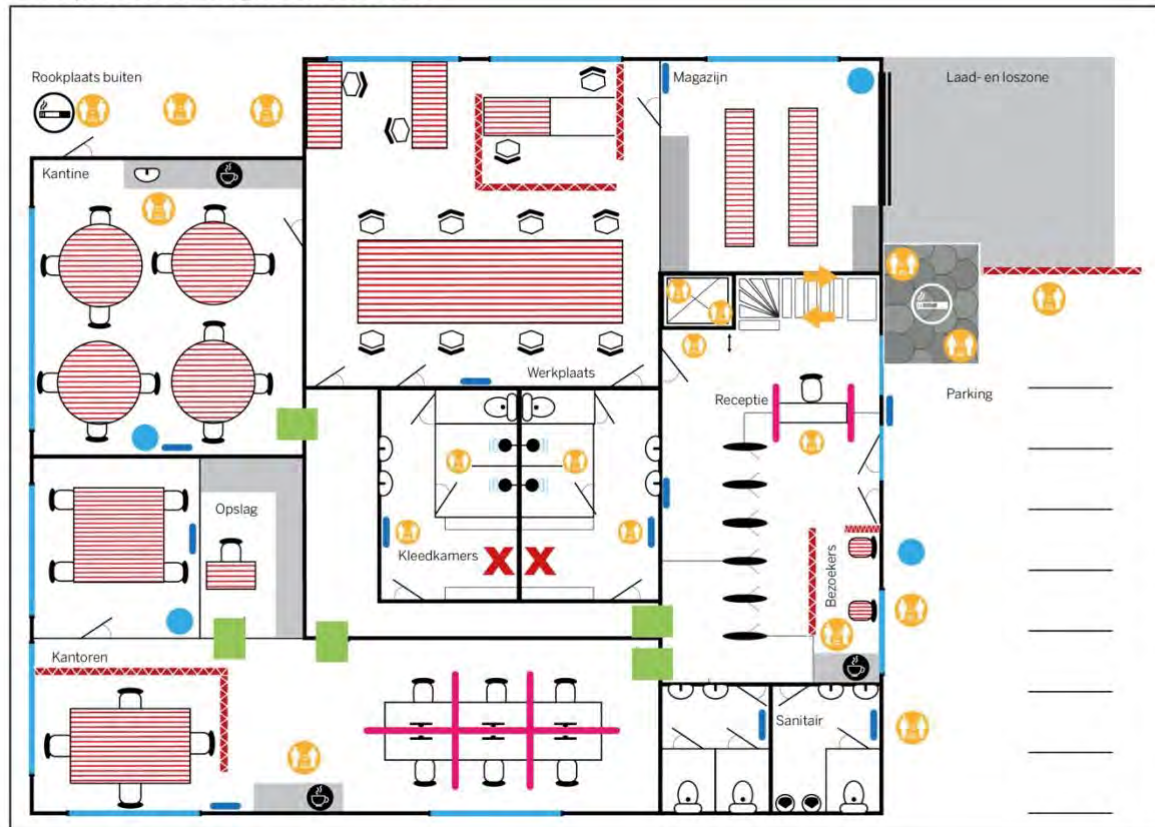 Rookplaats buiten
Magazijn
Laad- en loszone
Kantine
Werkplaats
Receptie
Parking
Opslag
Kleedkamers
Bezoekers
Kantoren
Sanitair